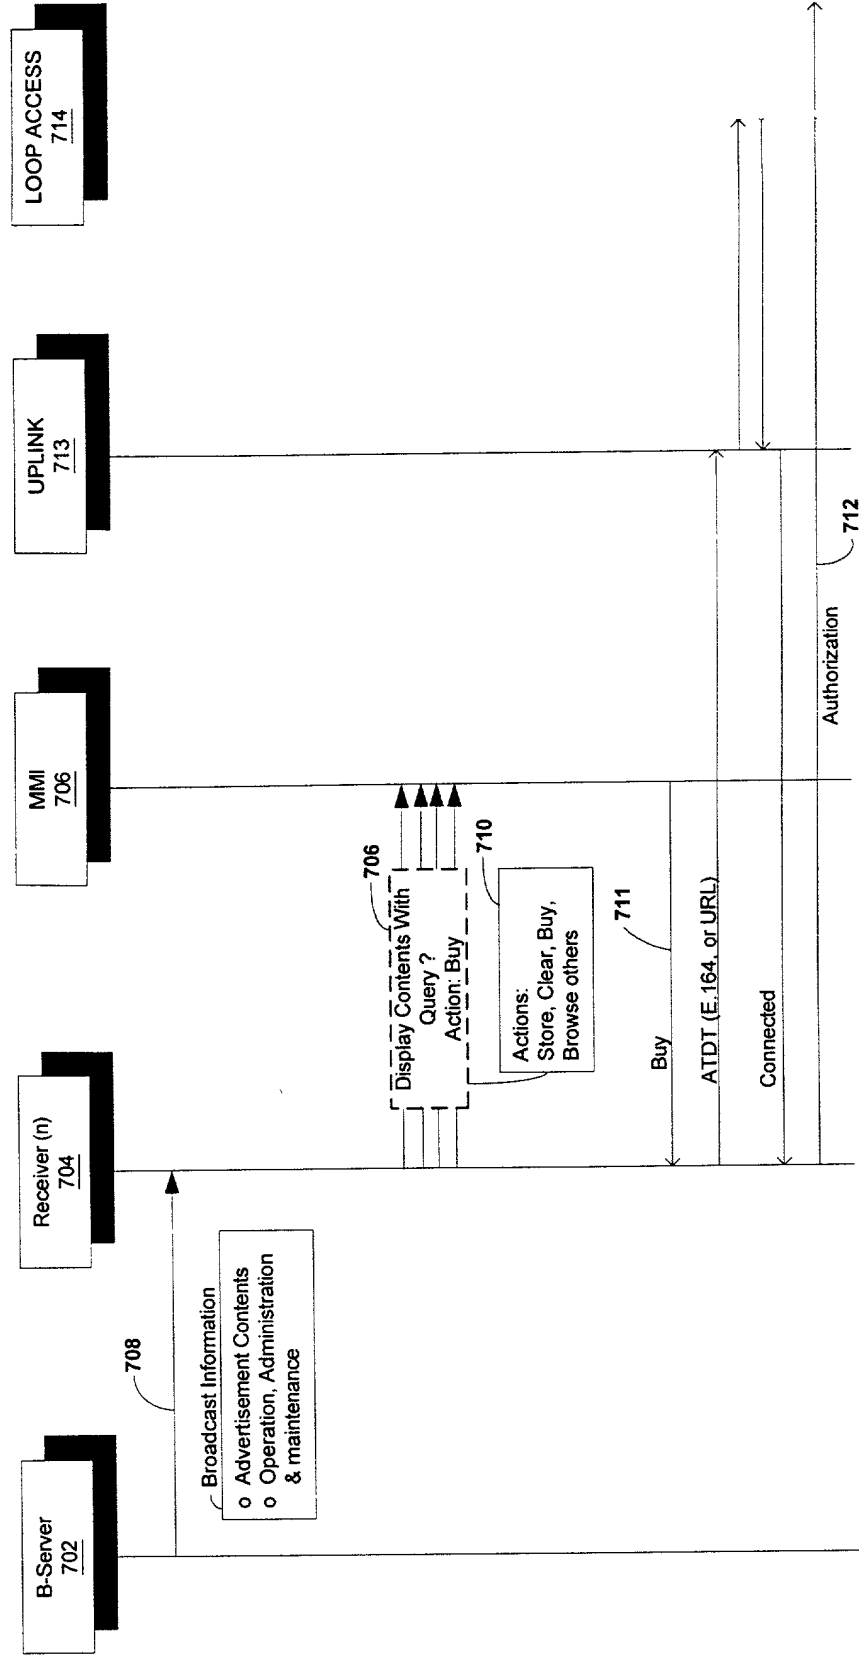 B-Server
702
Receiver (n)
704
MMI
706
UPLINK
713
LOOP ACCESS
714
708
Broadcast Information
o Advertisement Contents
o Operation, Administration
& maintenance
706
Display Contents With
Query ?
Action: Buy
710
Actions:
Store, Clear, Buy,
Browse others
711
Buy
ATDT (E.164, or URL)
Connected
Authorization
712